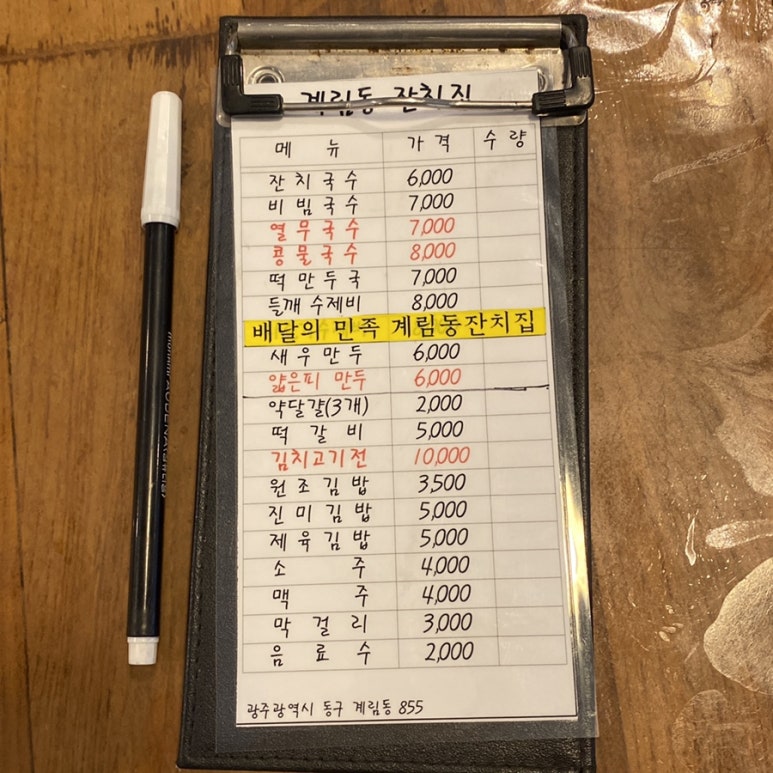 계림동 잔치집
메 뉴 가 격 수 량
잔 치 국 수 6,000
비 빔 국 수 7,000
열 무 국 수 7,000
콩 물 국 수 8,000
떡 만 두 국 7,000
들깨 수제비 8,000
배달의 민족 계림동잔치집
새 우 만 두 6,000
얇은피 만두 6,000
약달걀(3개) 2,000
떡 갈 비 5,000
김치고기전 10,000
원 조 김 밥 3,500
진 미 김 밥 5,000
제 육 김 밥 5,000
소 주 4,000
맥 주 4,000
막 걸 리 3,000
음 료 수 2,000
광주광역시 동구 계림동 855